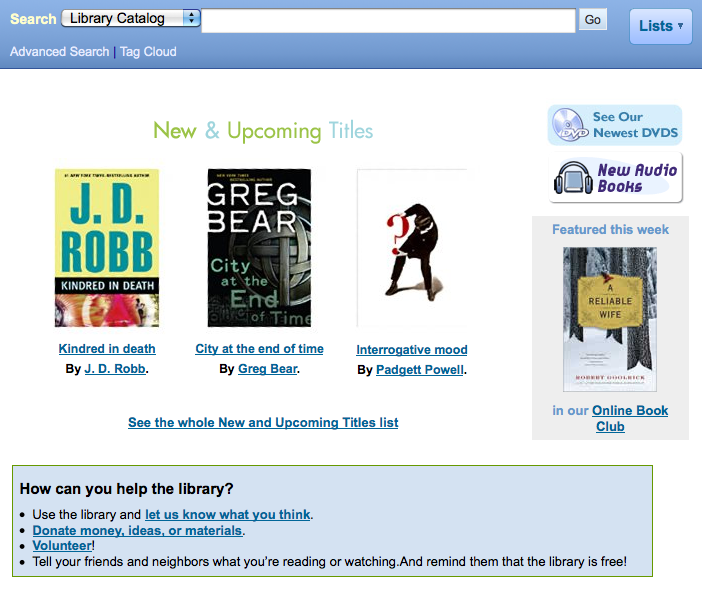 Search Library Catalog Go Lists ▼
Advanced Search | Tag Cloud
New & Upcoming Titles
See Our
Newest DVDS
DVD
New Audio
Books
#1 NEW YORK TIMES BESTSELLING AUTHOR
J. D.
ROBB
KINDRED IN DEATH
NEW YORK TIMES
BESTSELLING AUTHOR
GREG
BEAR
City
at the
End
of Time
?
Kindred in death
By J. D. Robb.
City at the end of time
By Greg Bear.
Interrogative mood
By Padgett Powell.
See the whole New and Upcoming Titles list
Featured this week
A
RELIABLE
WIFE
ROBERT GOOLRICK
in our Online Book
Club
How can you help the library?
• Use the library and let us know what you think.
• Donate money, ideas, or materials.
• Volunteer!
• Tell your friends and neighbors what you're reading or watching.And remind them that the library is free!